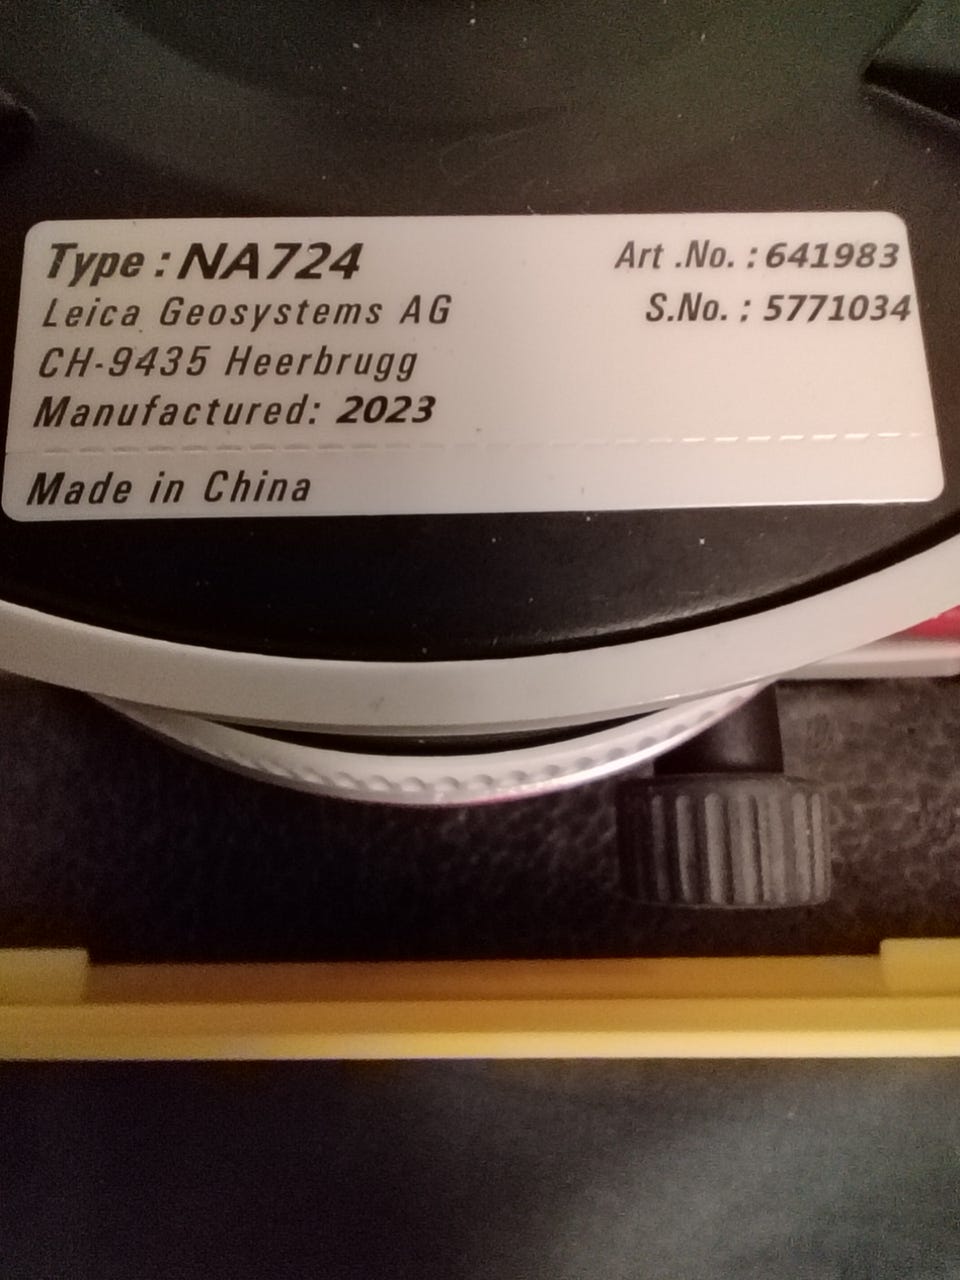 Type : NA724
Art .No. : 641983
Leica Geosystems AG
S.No. : 5771034
CH-9435 Heerbrugg
Manufactured: 2023
Made in China